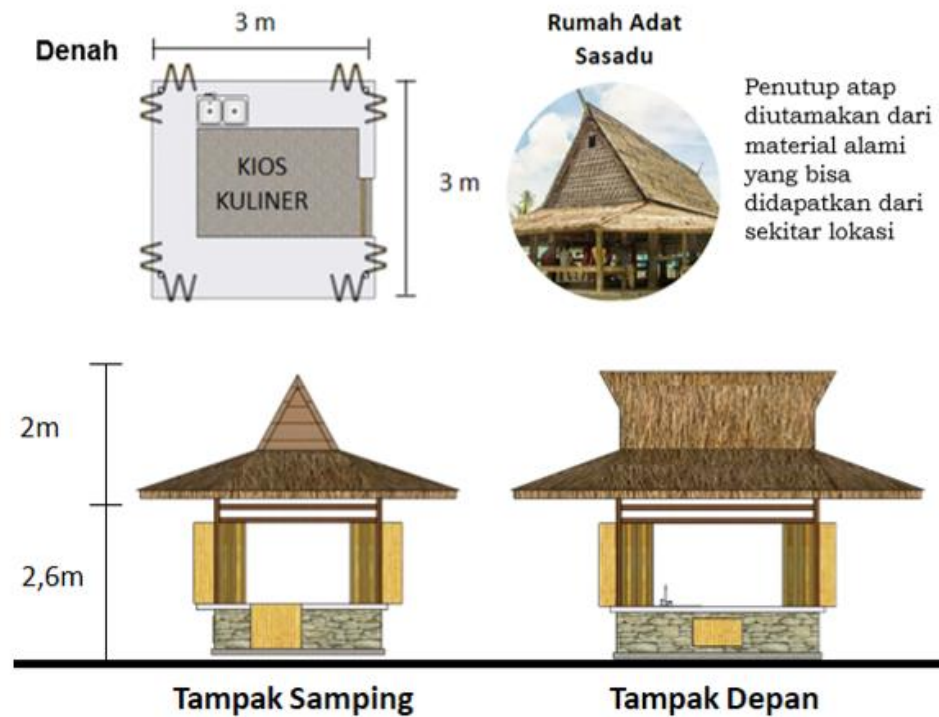 Denah
3 m
3 m
KIOS
KULINER
Rumah Adat
Sasadu
Penutup atap
diutamakan dari
material alami
yang bisa
didapatkan dari
sekitar lokasi
2m
2,6m
Tampak Samping
Tampak Depan